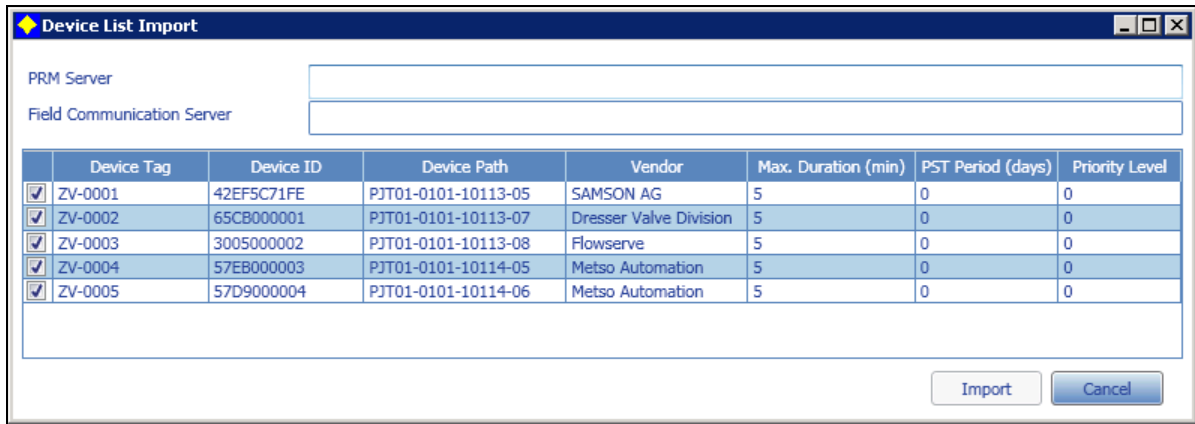 Device List Import
PRM Server
Field Communication Server
Device Tag Device ID Device Path Vendor Max. Duration (min) PST Period (days) Priority Level
ZV-0001 42EF5C71FE PJT01-0101-10113-05 SAMSON AG 5 0 0
ZV-0002 65CB000001 PJT01-0101-10113-07 Dresser Valve Division 5 0 0
ZV-0003 3005000002 PJT01-0101-10113-08 Flowserve 5 0 0
ZV-0004 57EB000003 PJT01-0101-10114-05 Metso Automation 5 0 0
ZV-0005 57D9000004 PJT01-0101-10114-06 Metso Automation 5 0 0
Import Cancel